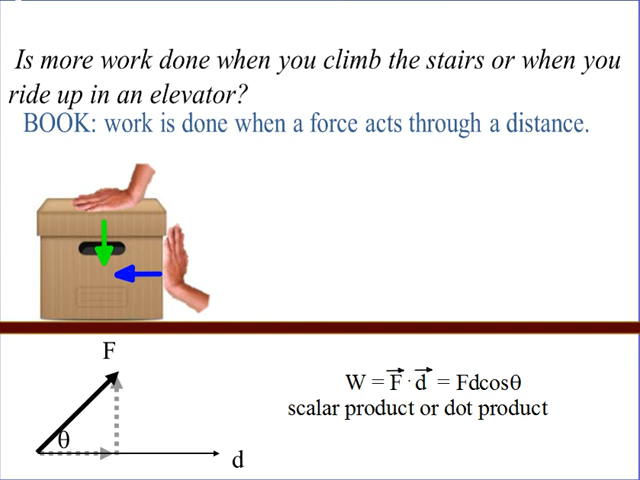 Is more work done when you climb the stairs or when you
ride up in an elevator?
BOOK: work is done when a force acts through a distance.
F
θ
d
W = F · d = Fdcosθ
scalar product or dot product